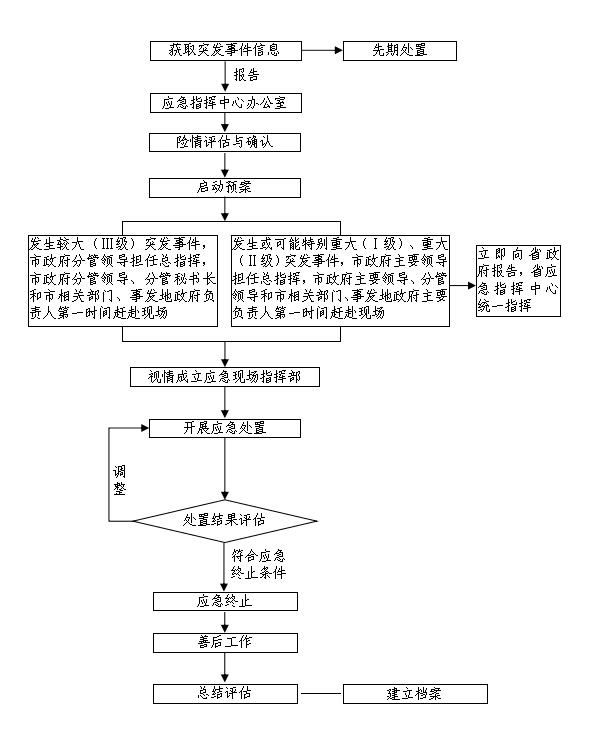 获取突发事件信息
先期处置
报告
应急指挥中心办公室
险情评估与确认
启动预案
发生较大（Ⅲ级）突发事件，
市政府分管领导担任总指挥，
市政府分管领导、分管秘书长
和市相关部门、事发地政府负
责人第一时间赶赴现场
发生或可能特别重大（Ⅰ级）、重大
（Ⅱ级）突发事件，市政府主要领导
担任总指挥，市政府主要领导、分管
领导和市相关部门、事发地政府主要
负责人第一时间赶赴现场
立即向省政
府报告，省应
急指挥中心
统一指挥
视情成立应急现场指挥部
开展应急处置
调
整
处置结果评估
符合应急
终止条件
应急终止
善后工作
总结评估
建立档案